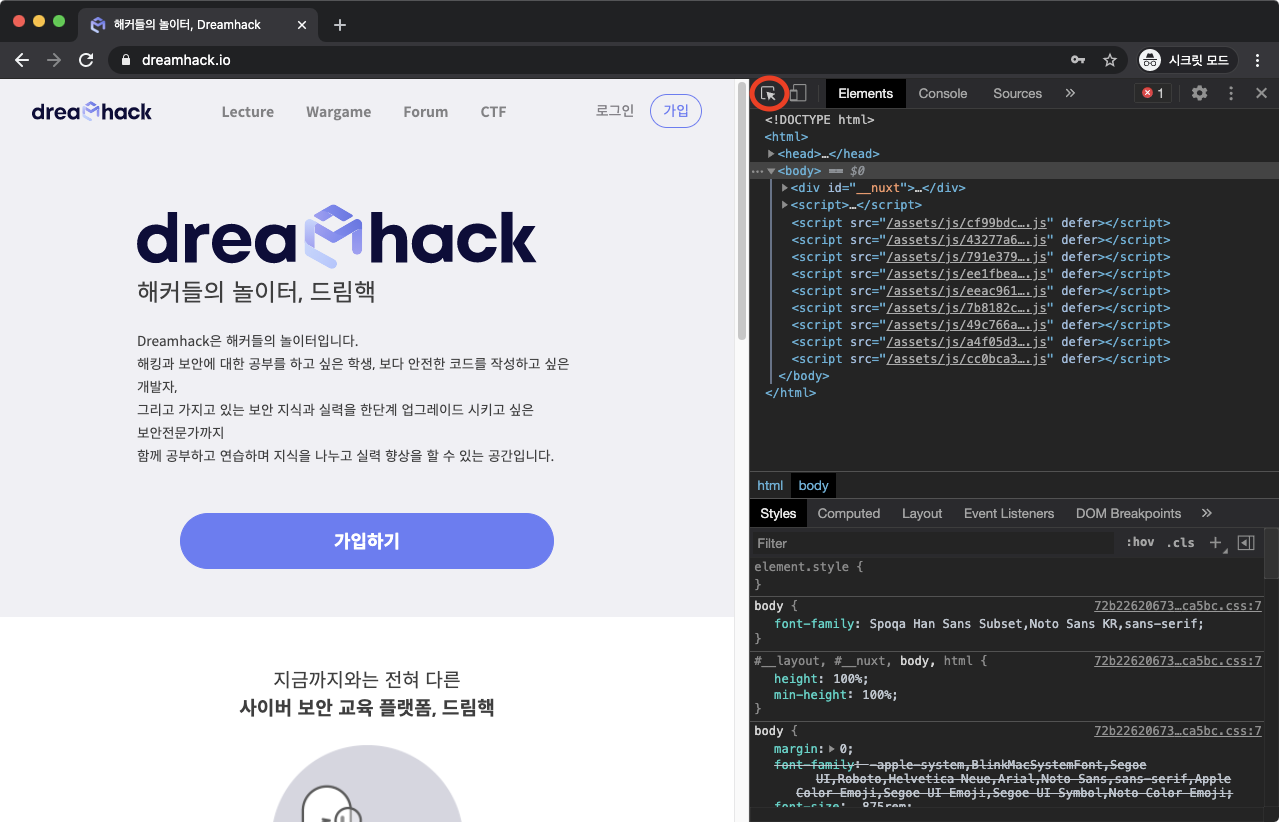 해커들의 놀이터, Dreamhack
dreamhack.io
시크릿 모드
dreamhack
Lecture
Wargame
Forum
CTF
로그인
가입
dreamhack
해커들의 놀이터, 드림핵
Dreamhack은 해커들의 놀이터입니다.
해킹과 보안에 대한 공부를 하고 싶은 학생, 보다 안전한 코드를 작성하고 싶은
개발자,
그리고 가지고 있는 보안 지식과 실력을 한단계 업그레이드 시키고 싶은
보안전문가까지
함께 공부하고 연습하며 지식을 나누고 실력 향상을 할 수 있는 공간입니다.
가입하기
지금까지와는 전혀 다른
사이버 보안 교육 플랫폼, 드림핵
Elements
Console
Sources
»
1
<!DOCTYPE html>
<html>
<head>…</head>
<body> == $0
<div id="__nuxt">…</div>
<script>…</script>
<script src="/assets/js/cf99bdc….js" defer></script>
<script src="/assets/js/43277a6….js" defer></script>
<script src="/assets/js/791e379….js" defer></script>
<script src="/assets/js/ee1fbea….js" defer></script>
<script src="/assets/js/eeac961….js" defer></script>
<script src="/assets/js/7b8182c….js" defer></script>
<script src="/assets/js/49c766a….js" defer></script>
<script src="/assets/js/a4f05d3….js" defer></script>
<script src="/assets/js/cc0bca3….js" defer></script>
</body>
</html>
html
body
Styles
Computed
Layout
Event Listeners
DOM Breakpoints
»
Filter
:hov
.cls
element.style {
}
body {
72b22620673…ca5bc.css:7
font-family: Spoqa Han Sans Subset,Noto Sans KR,sans-serif;
}
#__layout, #__nuxt, body, html {
72b22620673…ca5bc.css:7
height: 100%;
min-height: 100%;
}
body {
72b22620673…ca5bc.css:7
margin: 0;
font-family: -apple-system,BlinkMacSystemFont,Segoe
UI,Roboto,Helvetica Neue,Arial,Noto Sans,sans-serif,Apple
Color Emoji,Segoe UI Emoji,Segoe UI Symbol,Noto Color Emoji;
font-size: .875rem;